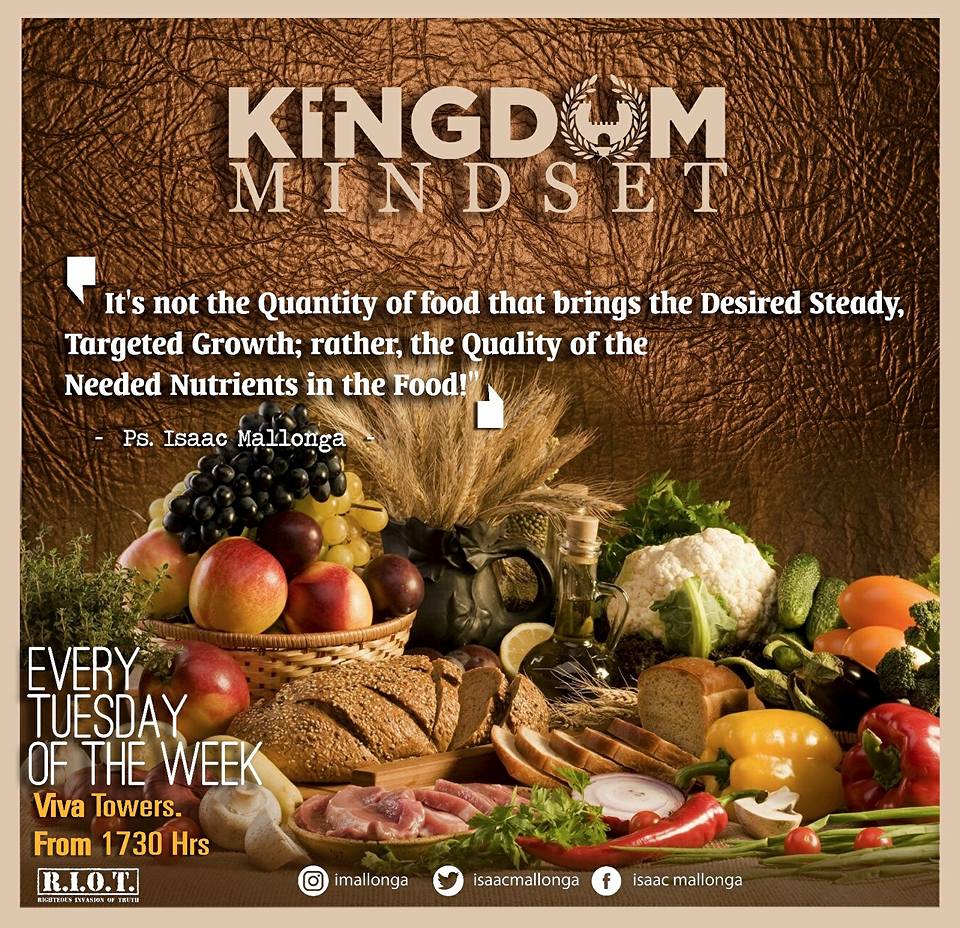 KiNGDOM
MINDSET
It's not the Quantity of food that brings the Desired Steady,
Targeted Growth; rather, the Quality of the
Needed Nutrients in the Food!"
- Ps. Isaac Mallonga -
EVERY
TUESDAY
OF THE WEEK
Viva Towers.
From 1730 Hrs
R.I.O.T.
RIGHTEOUS INVASION OF TRUTH
imallonga isaacmallonga isaac mallonga